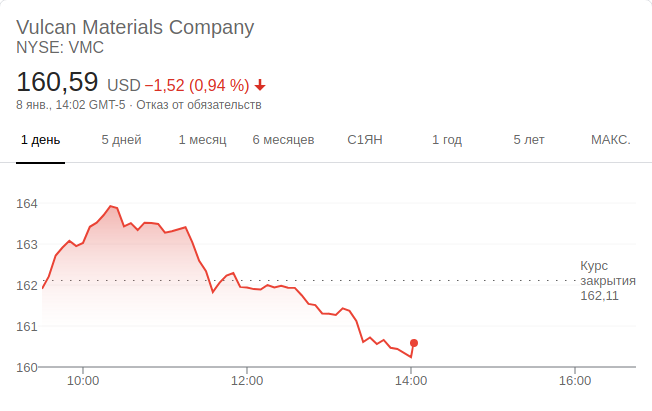 Vulcan Materials Company
NYSE: VMC
160,59 USD −1,52 (0,94 %)
8 янв., 14:02 GMT-5 · Отказ от обязательств
1 день 5 дней 1 месяц 6 месяцев С1ЯН 1 год 5 лет МАКС.
164
163
Курс
162 закрытия
162,11
161
160
10:00 12:00 14:00 16:00